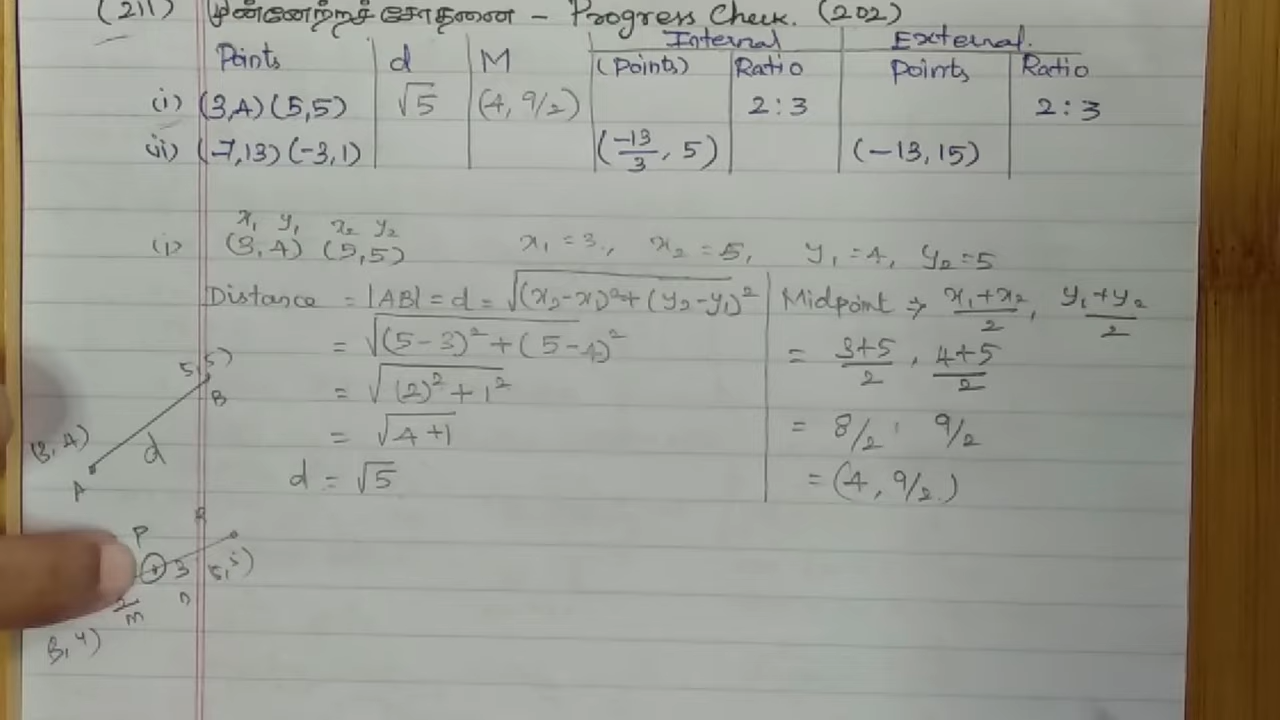 (211) முன்னேற்றச் சோதனை - Progress Check. (202)
Internal External.
Points d M (Points) Ratio Points Ratio
(i) (3,4) (5,5) √5 (4, 9/2) 2:3 2:3
(ii) (-7,13) (-3,1) (-13/3, 5) (-13, 15)
x₁ y₁ x₂ y₂
(i) (3,4) (5,5) x₁ = 3, x₂ = 5, y₁ = 4, y₂ = 5
Distance = |AB| = d = √(x₂-x₁)²+(y₂-y₁)² Midpoint ⇒ x₁+x₂/2, y₁+y₂/2
= √(5-3)²+(5-4)² = 3+5/2, 4+5/2
= √(2)²+1²
= √4+1 = 8/2, 9/2
d = √5 = (4, 9/2)
5,5)
B
(3,4)
d
A
P
3 5,5)
2
m n
3,4)